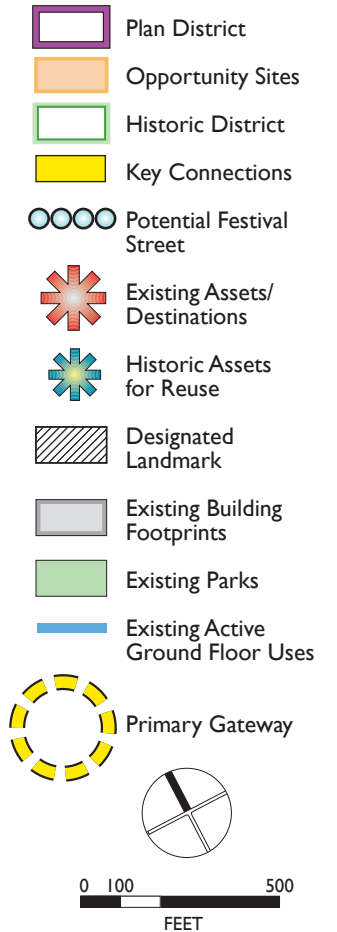 Plan District
Opportunity Sites
Historic District
Key Connections
Potential Festival
Street
Existing Assets/
Destinations
Historic Assets
for Reuse
Designated
Landmark
Existing Building
Footprints
Existing Parks
Existing Active
Ground Floor Uses
Primary Gateway
0 100 500
FEET